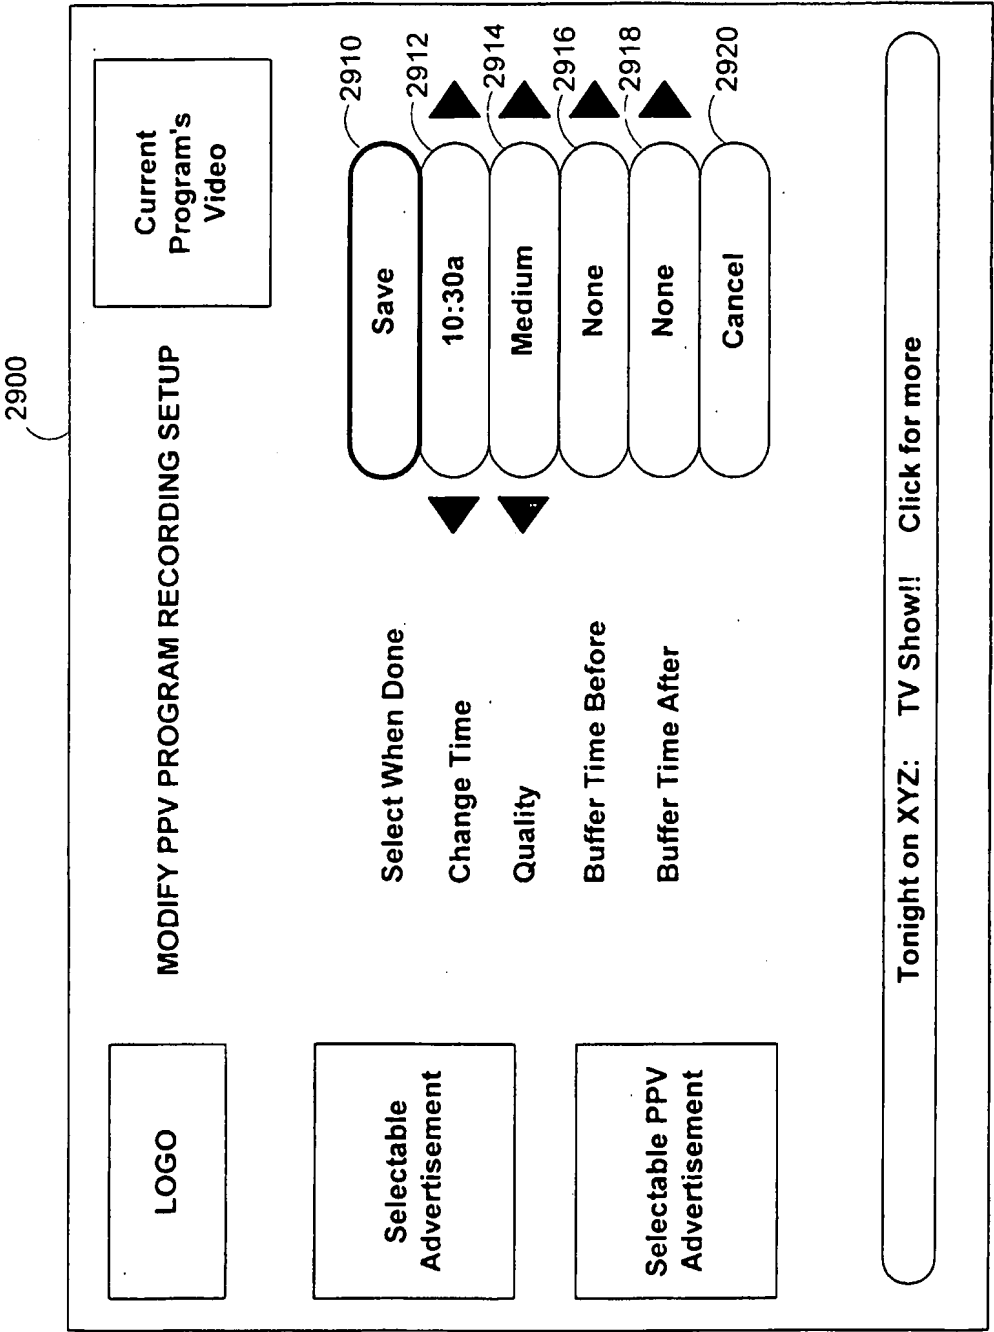 2900
LOGO
MODIFY PPV PROGRAM RECORDING SETUP
Current
Program's
Video
Selectable
Advertisement
Selectable PPV
Advertisement
Select When Done
Save
2910
Change Time
10:30a
2912
Quality
Medium
2914
Buffer Time Before
None
2916
Buffer Time After
None
2918
Cancel
2920
Tonight on XYZ: TV Show!! Click for more